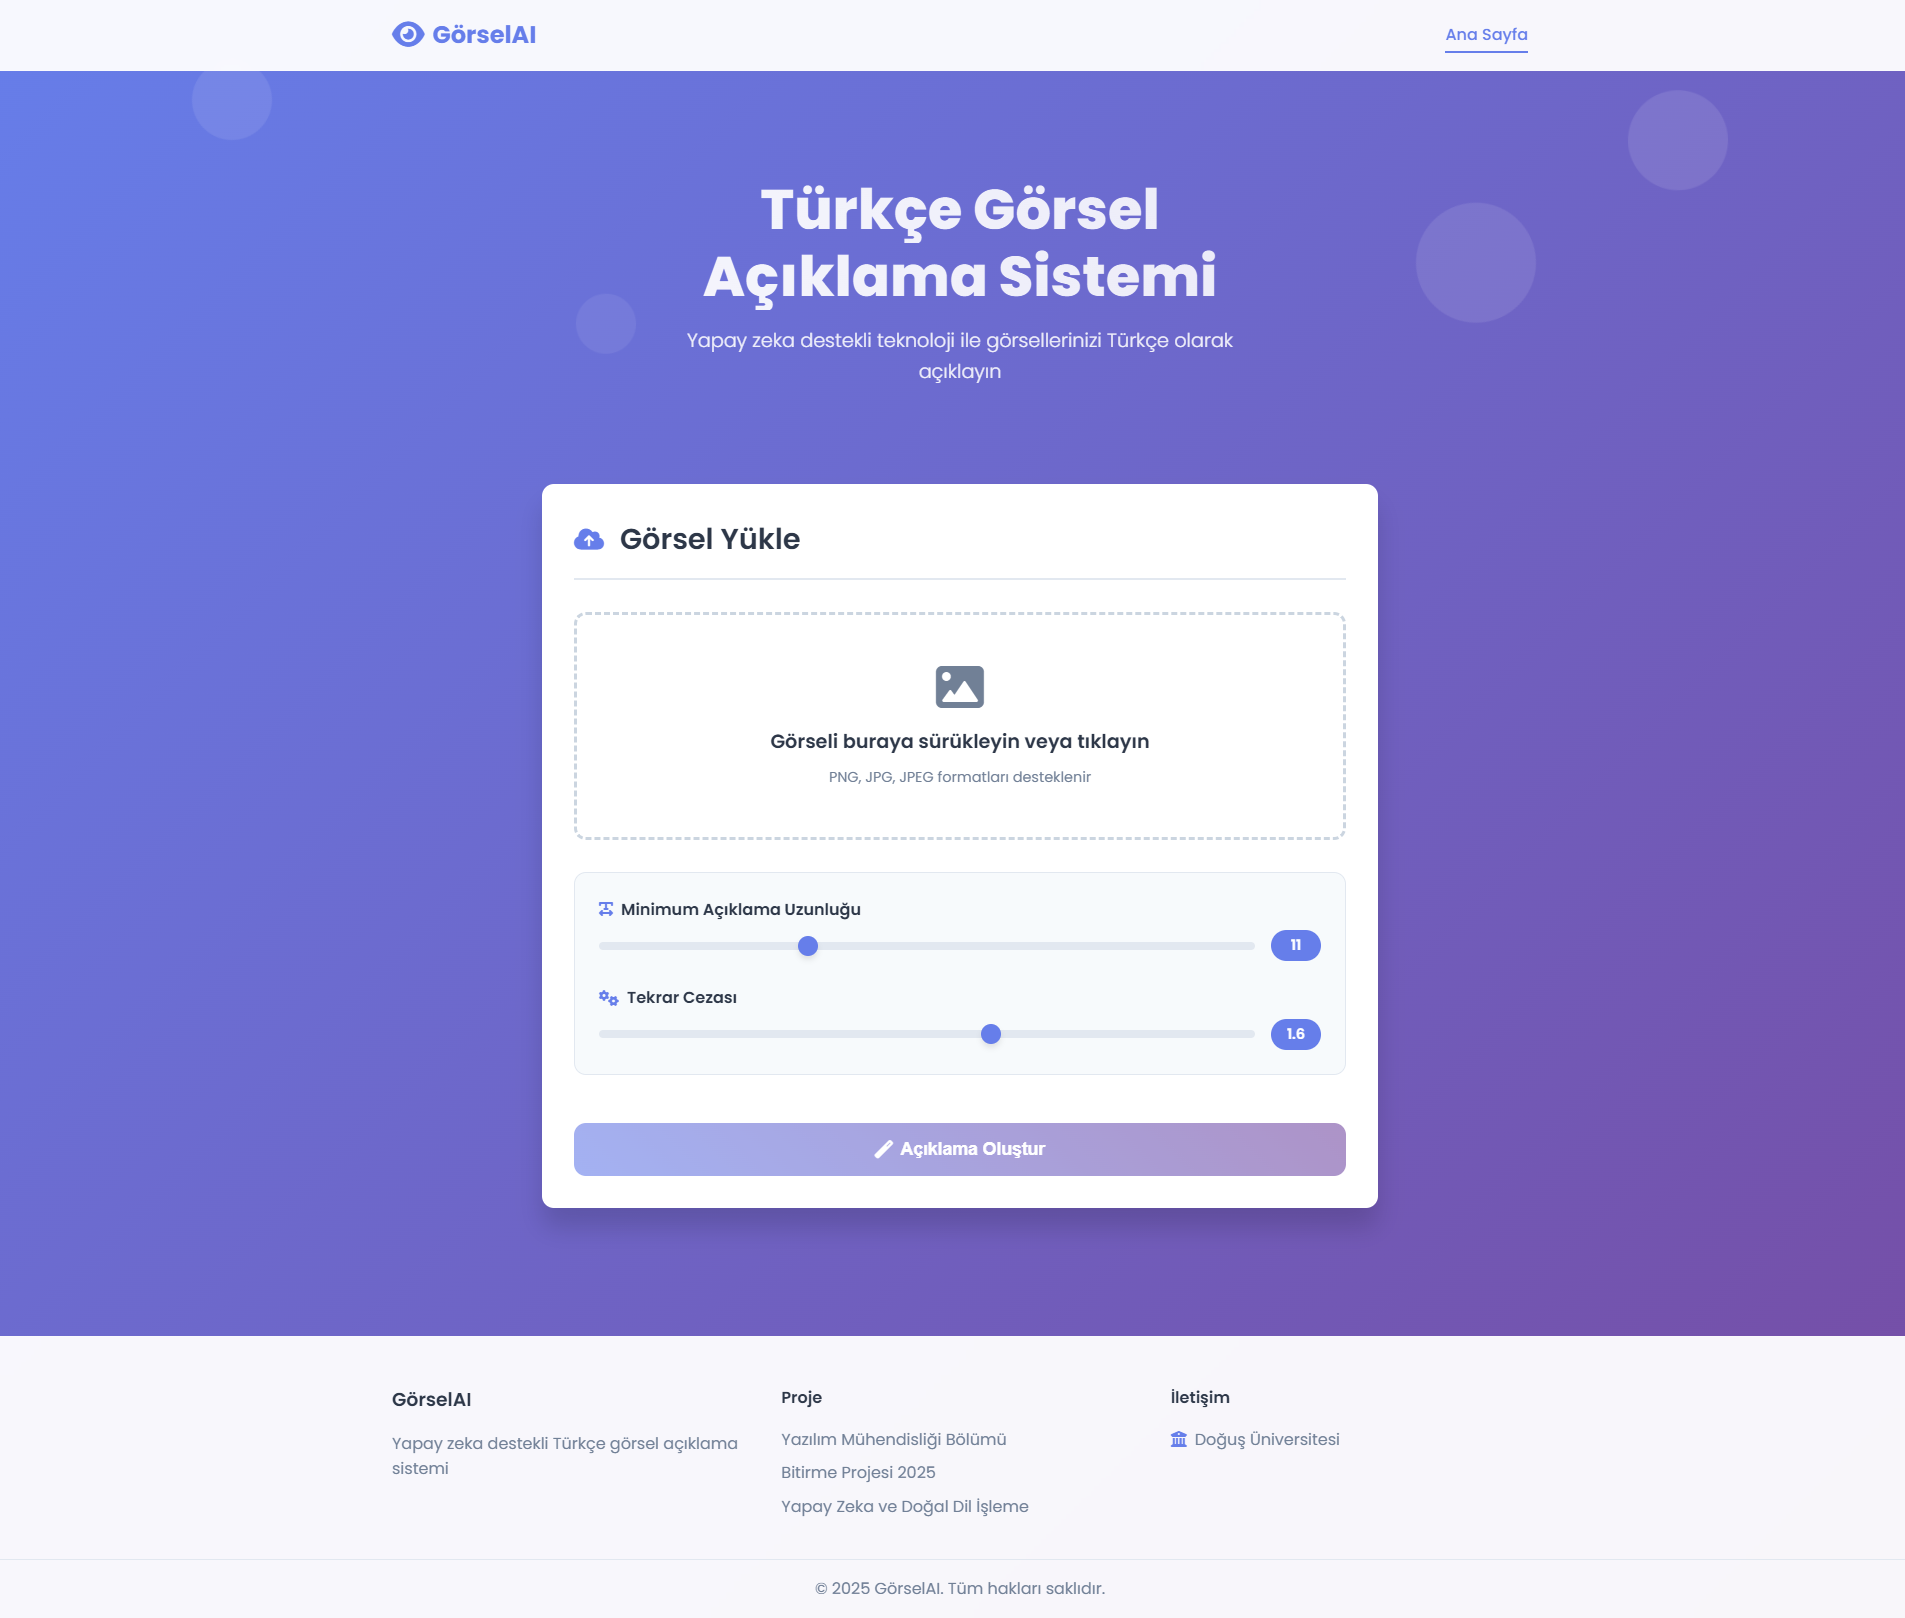 GörselAI
Ana Sayfa
Türkçe Görsel
Açıklama Sistemi
Yapay zeka destekli teknoloji ile görsellerinizi Türkçe olarak
açıklayın
Görsel Yükle
Görseli buraya sürükleyin veya tıklayın
PNG, JPG, JPEG formatları desteklenir
Minimum Açıklama Uzunluğu
11
Tekrar Cezası
1.6
Açıklama Oluştur
GörselAI
Yapay zeka destekli Türkçe görsel açıklama
sistemi
Proje
Yazılım Mühendisliği Bölümü
Bitirme Projesi 2025
Yapay Zeka ve Doğal Dil İşleme
İletişim
Doğuş Üniversitesi
© 2025 GörselAI. Tüm hakları saklıdır.